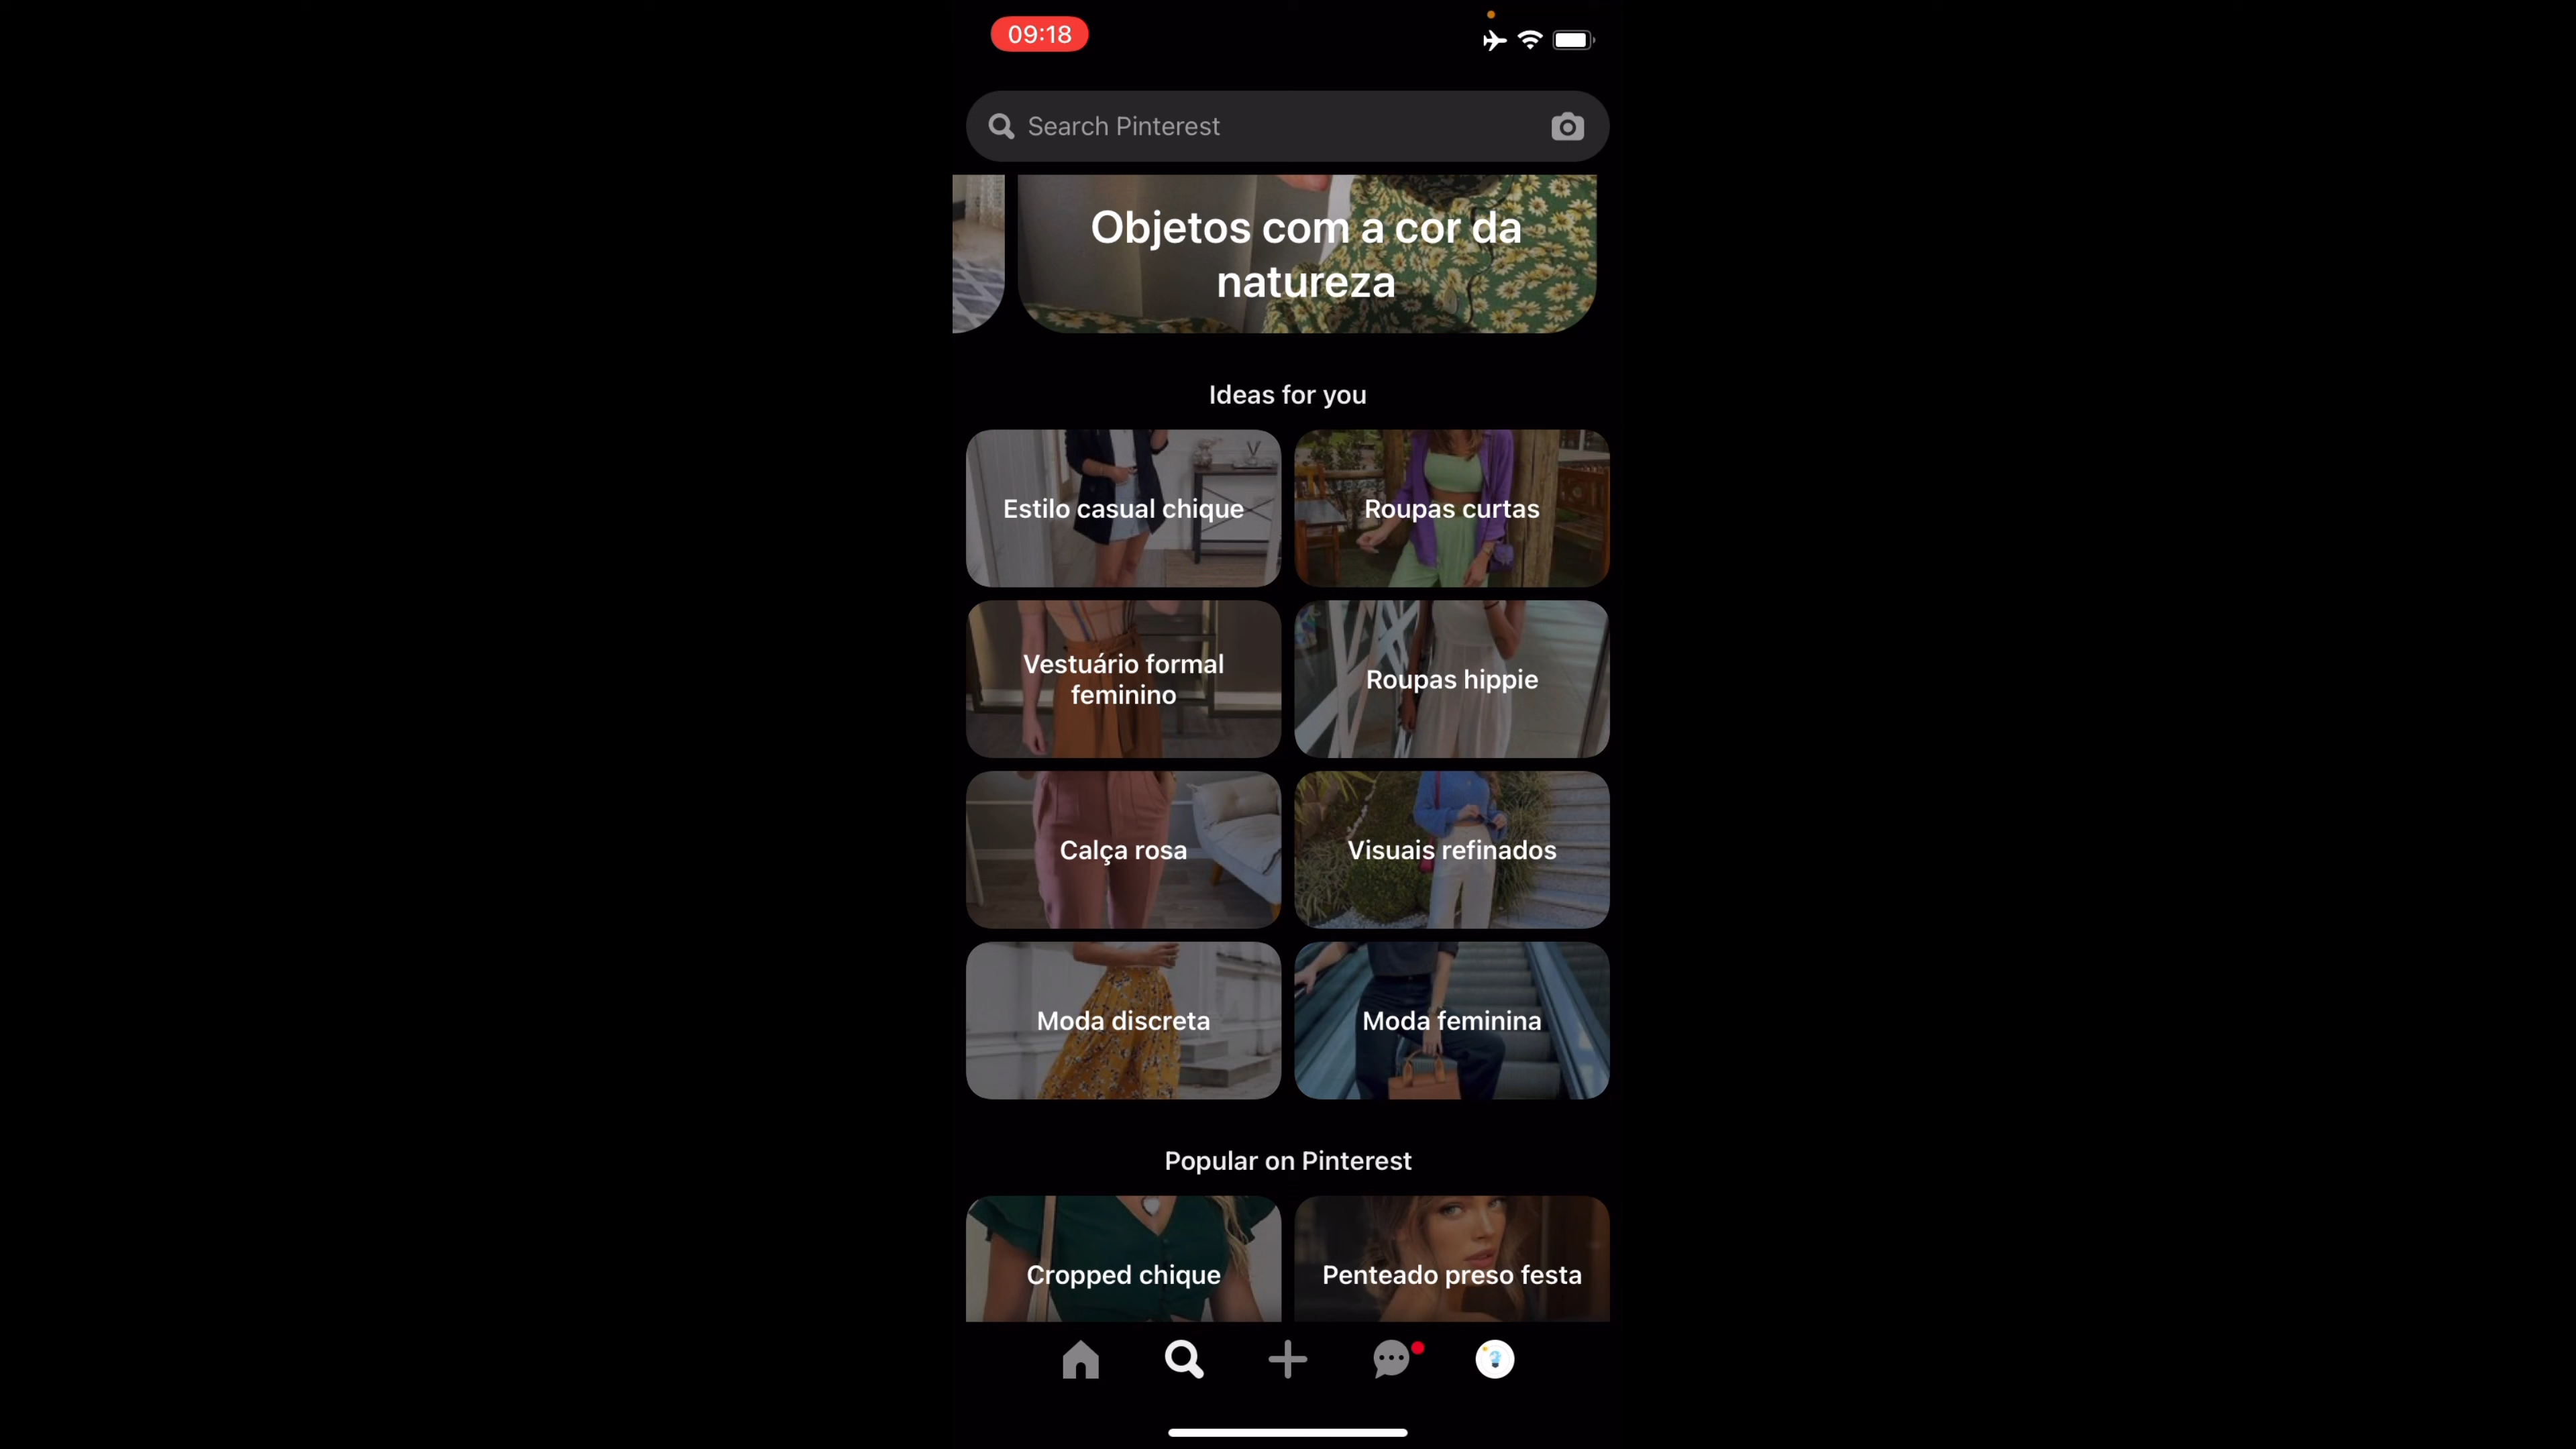 09:18
Search Pinterest
Objetos com a cor da
natureza
Ideas for you
Estilo casual chique
Roupas curtas
Vestuário formal
feminino
Roupas hippie
Calça rosa
Visuais refinados
Moda discreta
Moda feminina
Popular on Pinterest
Cropped chique
Penteado preso festa